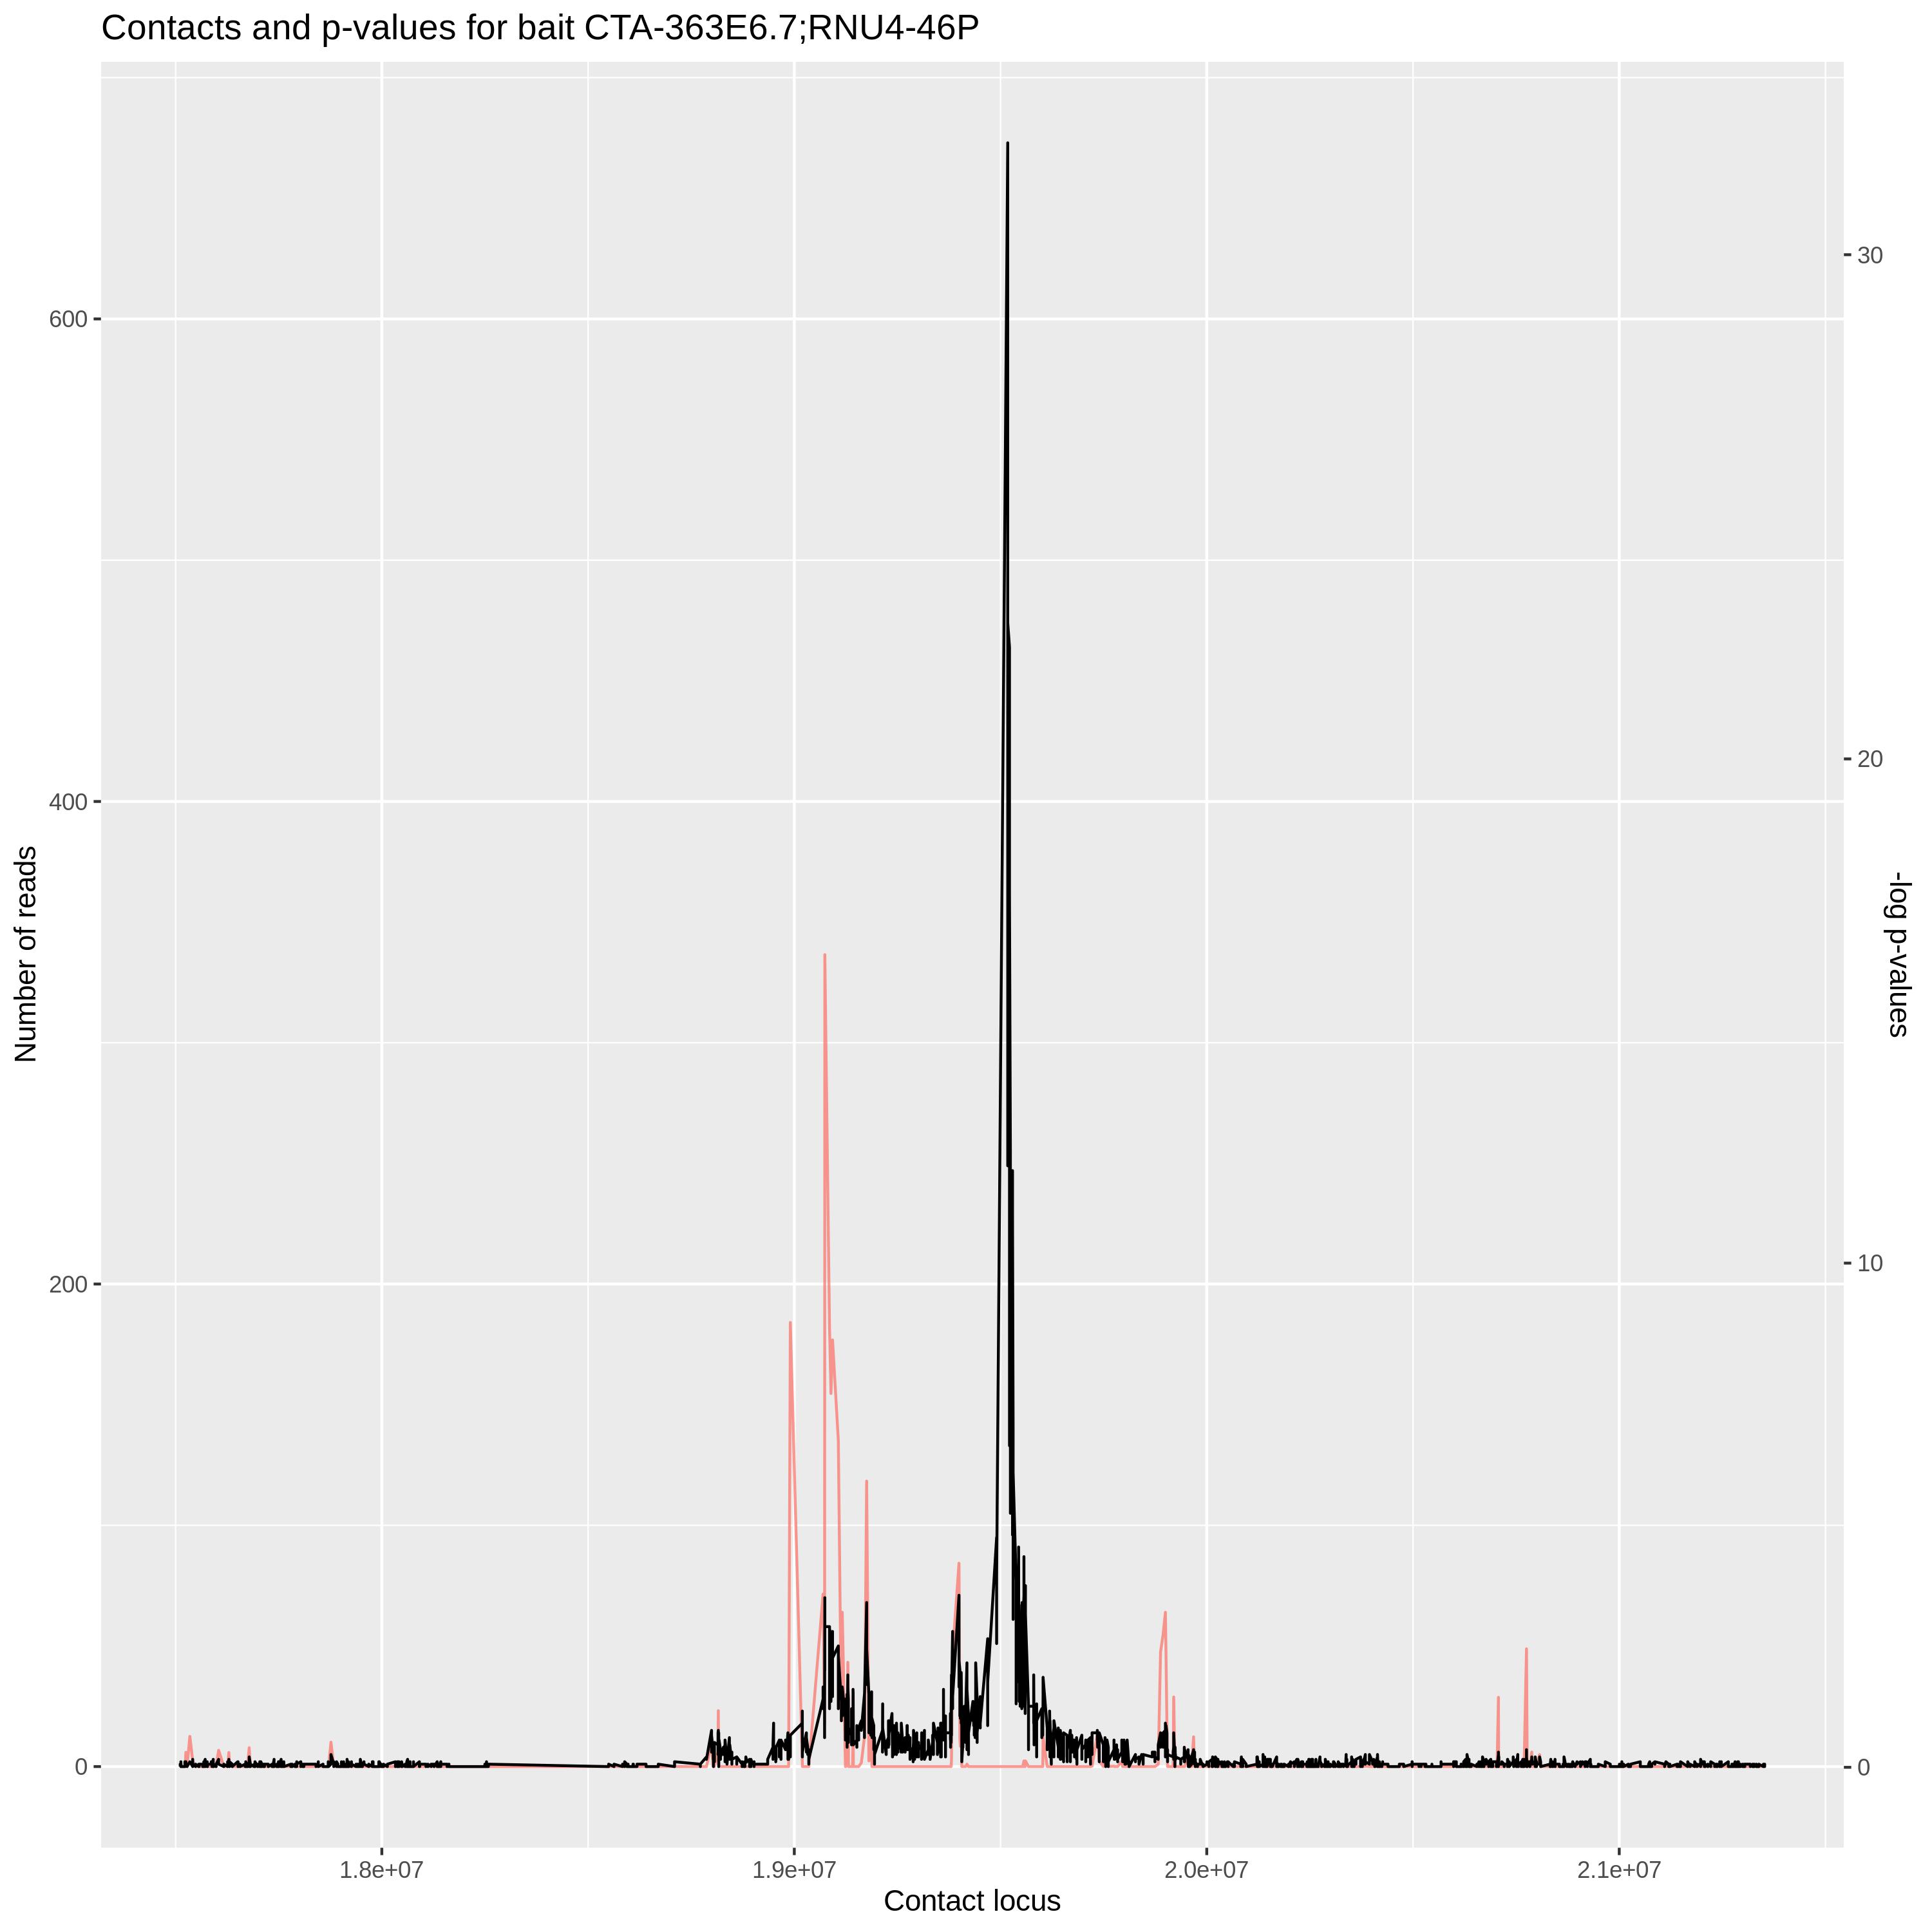 Contacts and p-values for bait CTA-363E6.7;RNU4-46P
Number of reads
600
400
200
0
30
20
10
0
-log p-values
1.8e+07
1.9e+07
2.0e+07
2.1e+07
Contact locus